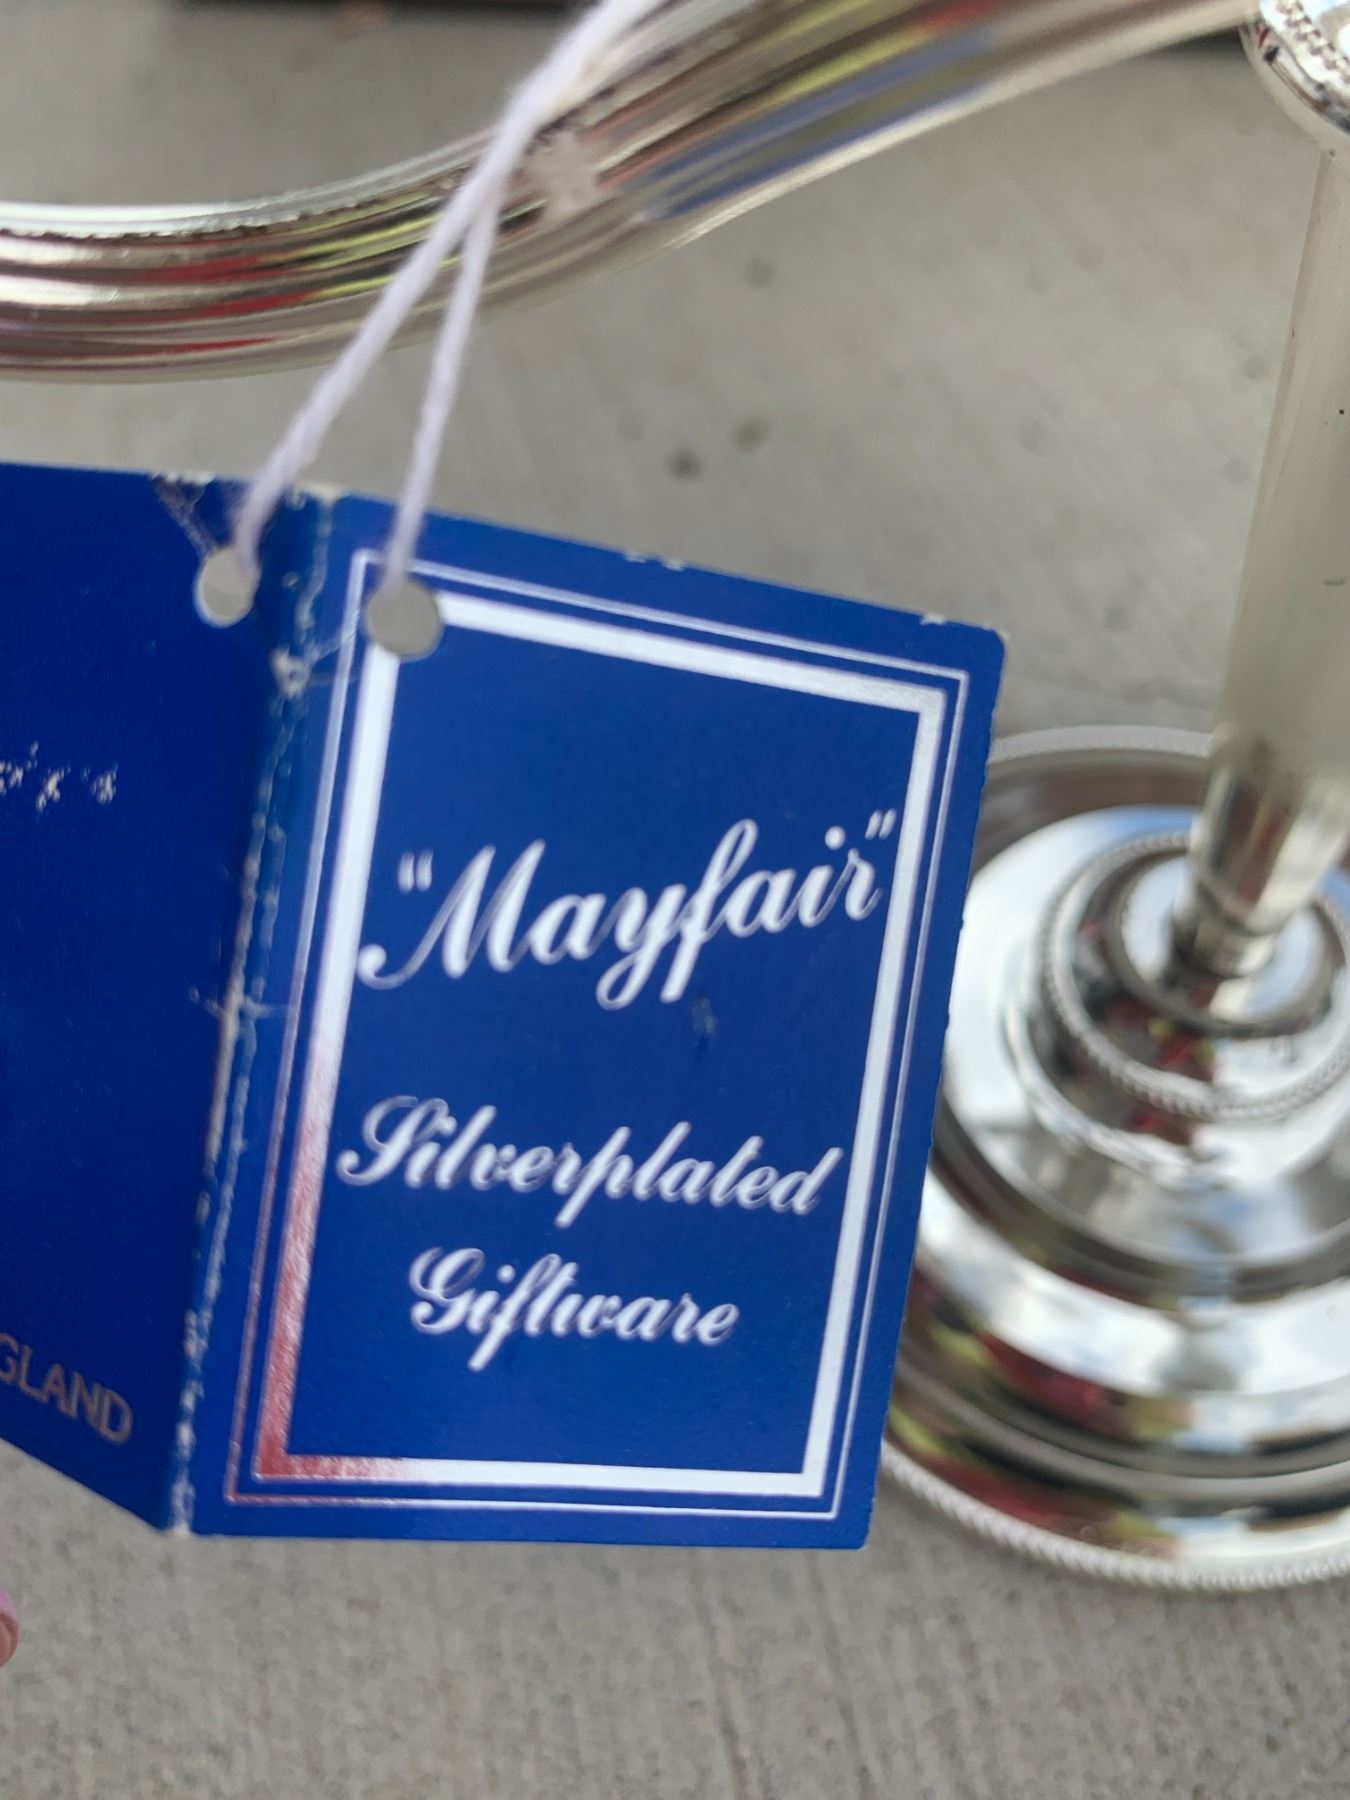 "Mayfair"
Silverplated
Giftware
GLAND